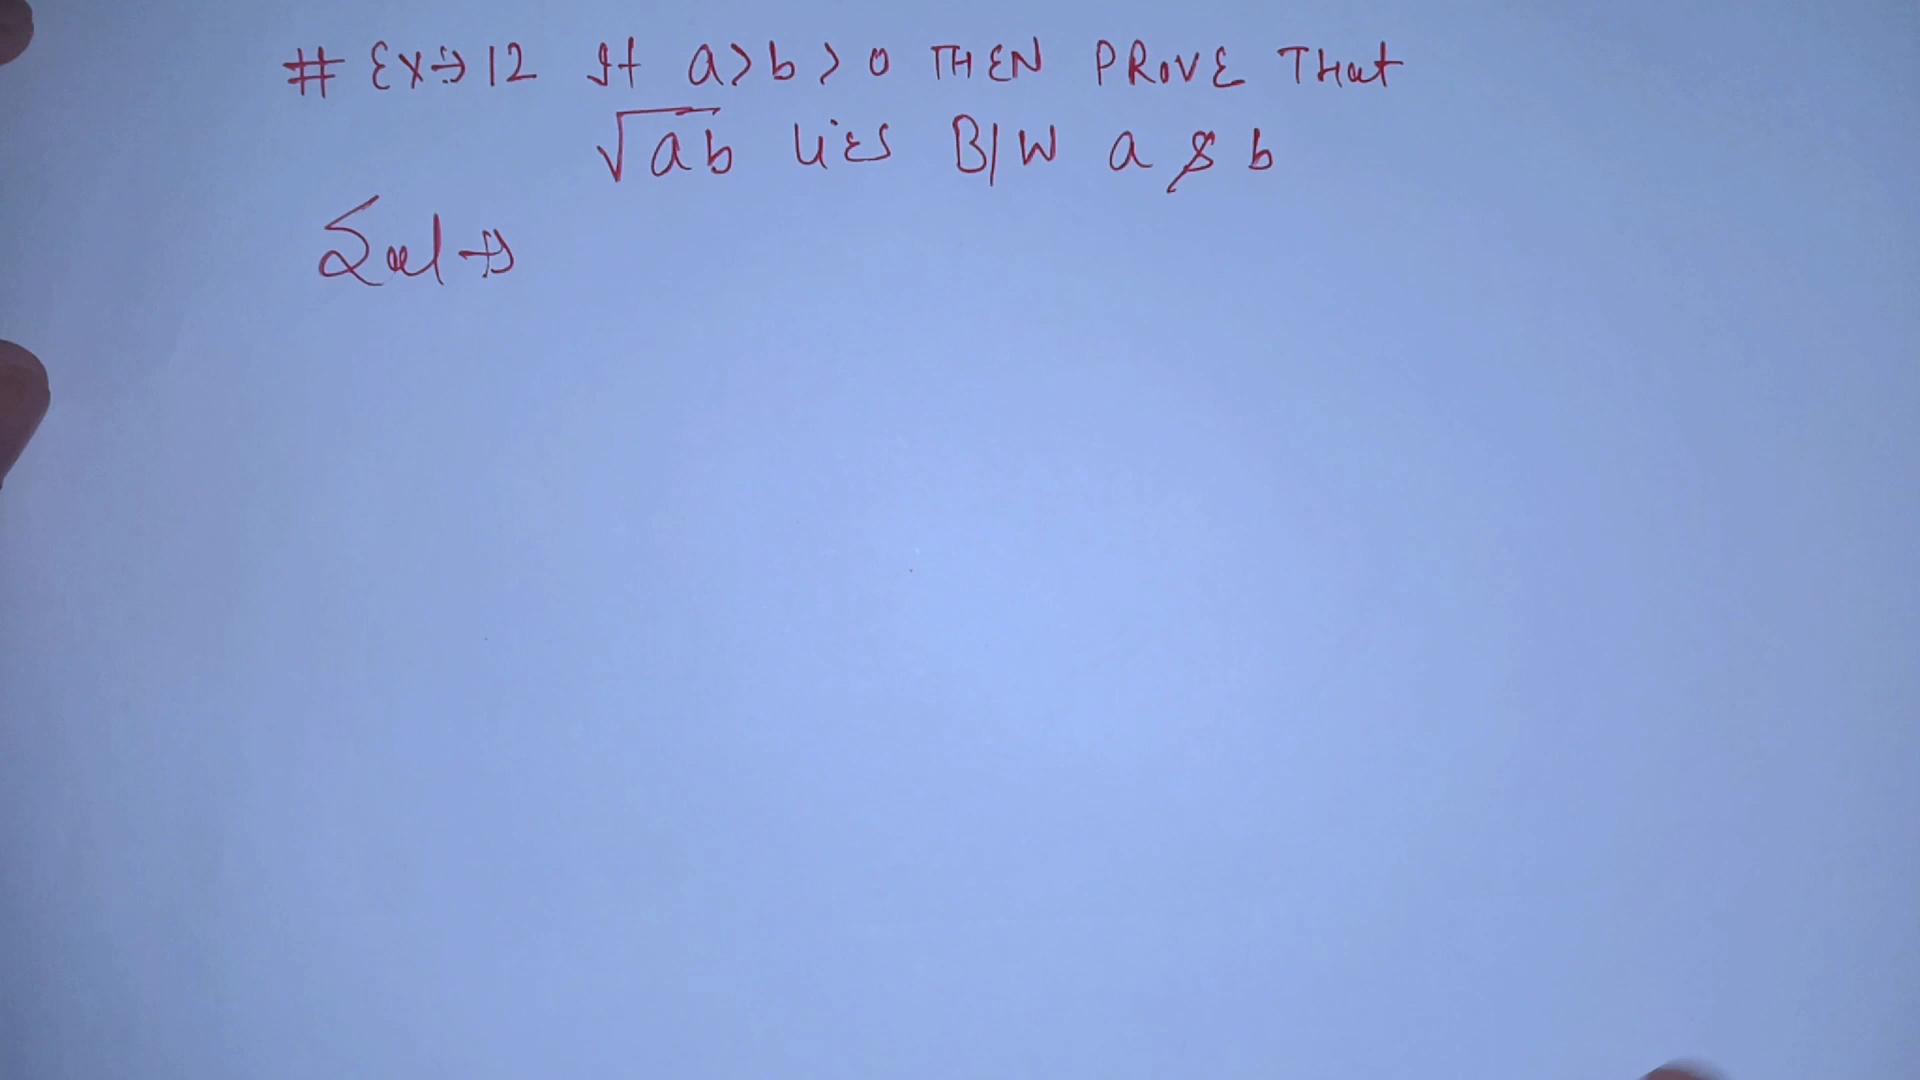 # Ex→ 12 If a > b > 0 THEN PROVE THat
√ab lies B/W a & b
Sol→